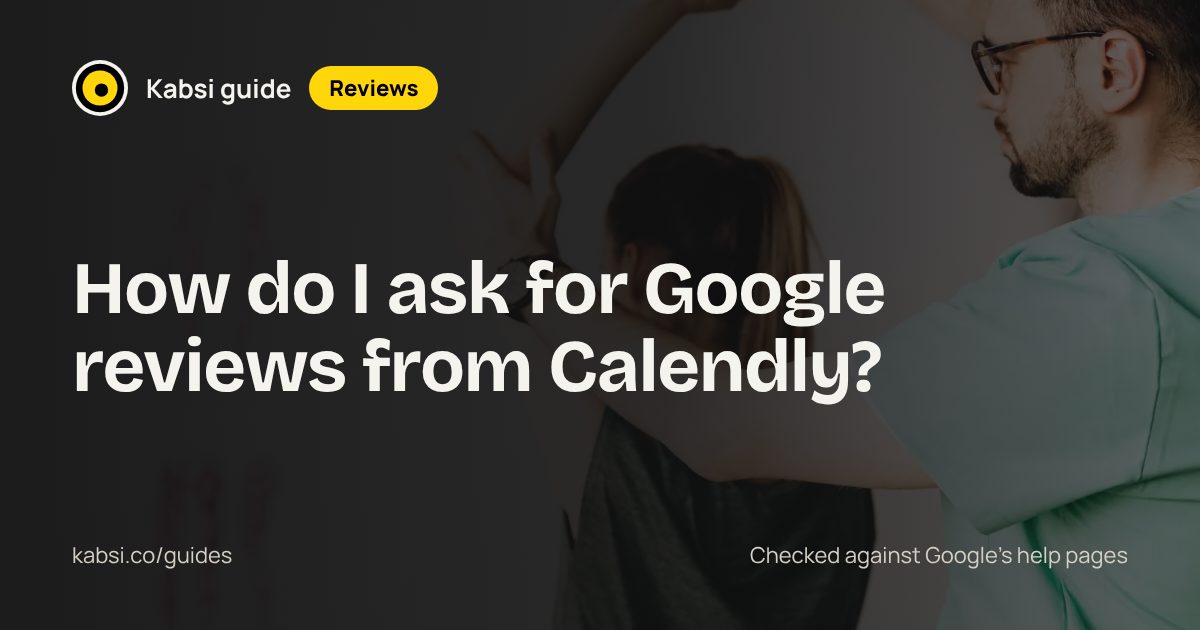 Kabsi guide Reviews
How do I ask for Google
reviews from Calendly?
kabsi.co/guides
Checked against Google's help pages